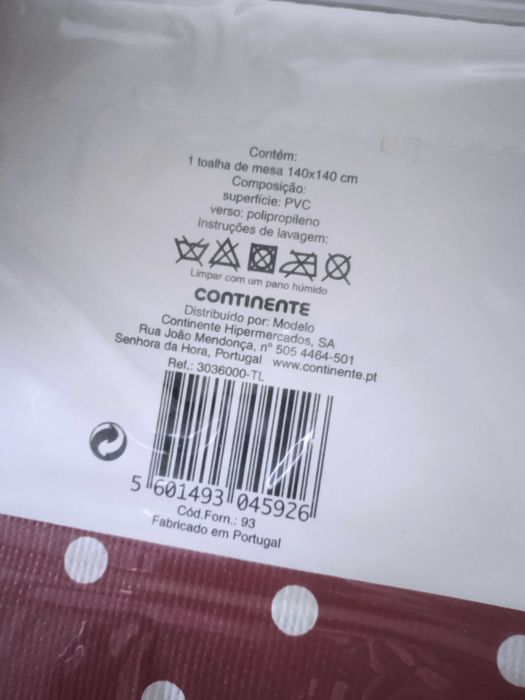 Contém:
1 toalha de mesa 140x140 cm
Composição:
superfície: PVC
verso: polipropileno
Instruções de lavagem:
Limpar com um pano húmido
CONTINENTE
Distribuído por: Modelo
Continente Hipermercados, SA
Rua João Mendonça, nº 505 4464-501
Senhora da Hora, Portugal www.continente.pt
Ref.: 3036000-TL
5 601493 045926
Cód.Forn.: 93
Fabricado em Portugal